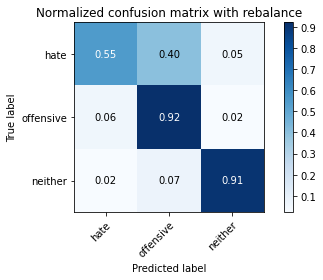 Normalized confusion matrix with rebalance
True label
hate 0.55 0.40 0.05
offensive 0.06 0.92 0.02
neither 0.02 0.07 0.91
hate offensive neither
Predicted label
0.9
0.8
0.7
0.6
0.5
0.4
0.3
0.2
0.1